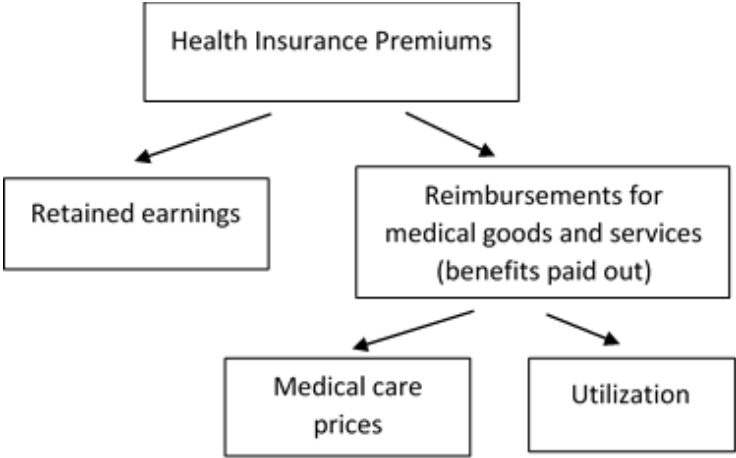 Health Insurance Premiums
Retained earnings
Reimbursements for
medical goods and services
(benefits paid out)
Medical care
prices
Utilization